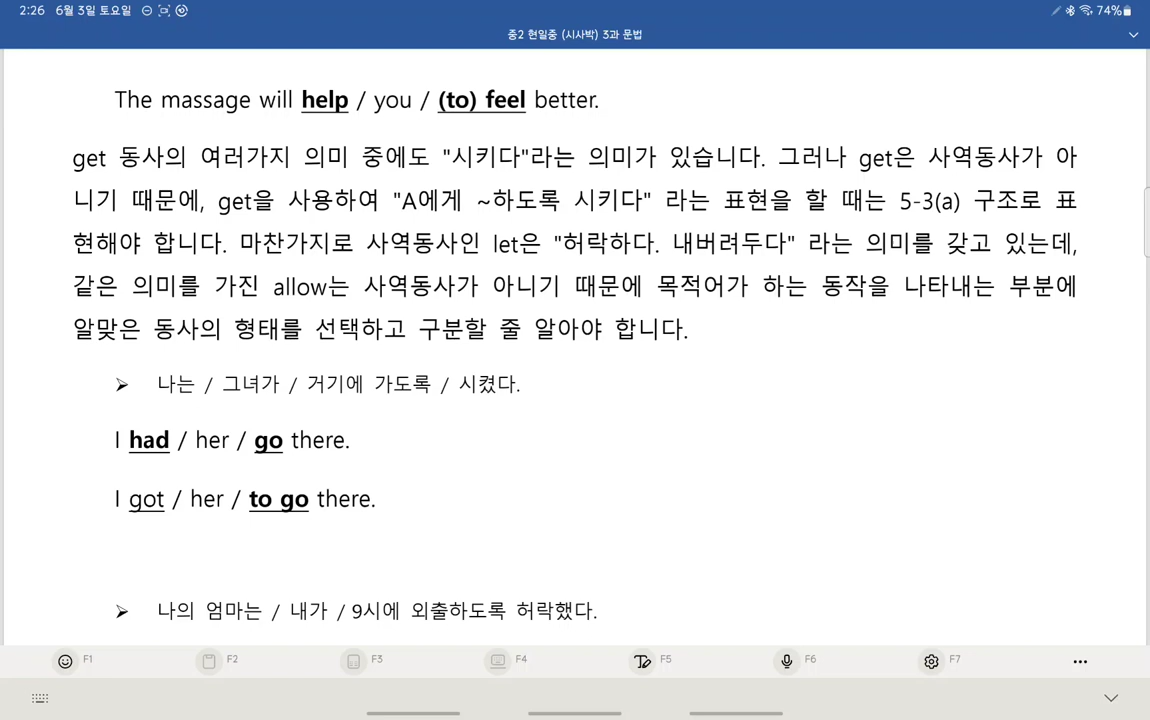 2:26 6월 3일 토요일
74%
중2 현일중 (시사박) 3과 문법
The massage will help / you / (to) feel better.
get 동사의 여러가지 의미 중에도 "시키다"라는 의미가 있습니다. 그러나 get은 사역동사가 아
니기 때문에, get을 사용하여 "A에게 ~하도록 시키다" 라는 표현을 할 때는 5-3(a) 구조로 표
현해야 합니다. 마찬가지로 사역동사인 let은 "허락하다. 내버려두다" 라는 의미를 갖고 있는데,
같은 의미를 가진 allow는 사역동사가 아니기 때문에 목적어가 하는 동작을 나타내는 부분에
알맞은 동사의 형태를 선택하고 구분할 줄 알아야 합니다.
➢ 나는 / 그녀가 / 거기에 가도록 / 시켰다.
I had / her / go there.
I got / her / to go there.
➢ 나의 엄마는 / 내가 / 9시에 외출하도록 허락했다.
F1 F2 F3 F4 F5 F6 F7